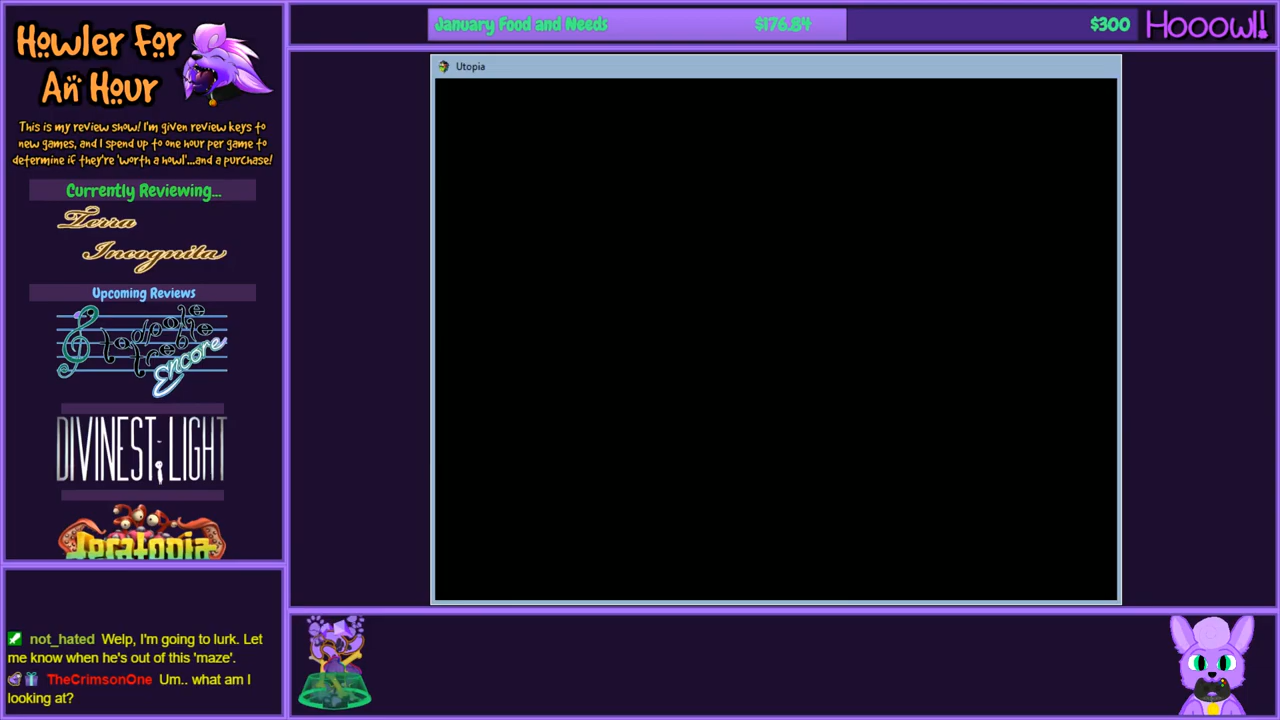 Howler For
An Hour
This is my review show! I'm given review keys to
new games, and I spend up to one hour per game to
determine if they're 'worth a howl'...and a purchase!
Currently Reviewing...
Terra
Incognita
Upcoming Reviews
tadpole
treble
Encore
DIVINEST LIGHT
Teratopia
not_hated Welp, I'm going to lurk. Let
me know when he's out of this 'maze'.
TheCrimsonOne Um.. what am I
looking at?
January Food and Needs $176.84 $300 Hooowl!!
Utopia